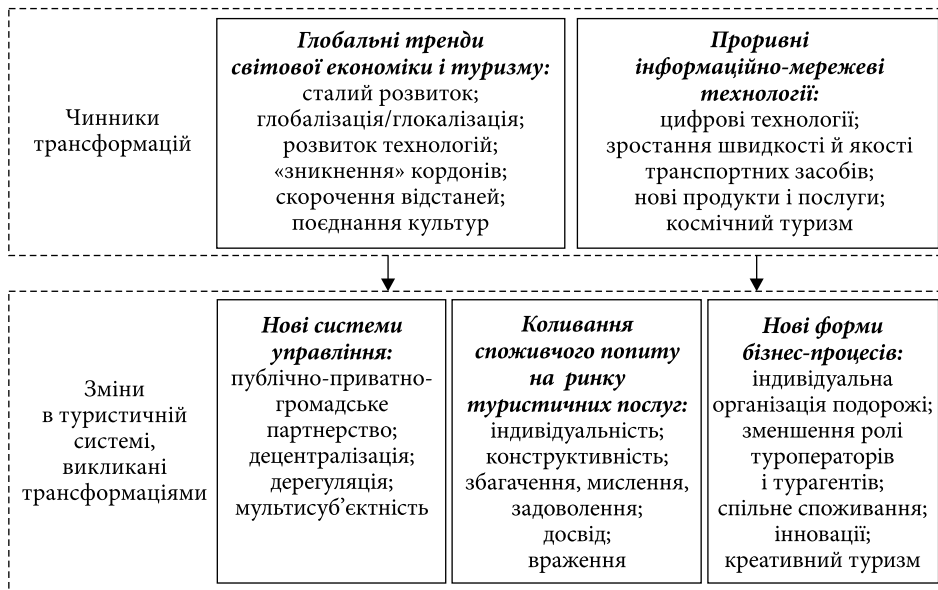 Чинники
трансформацій
Глобальні тренди
світової економіки і туризму:
сталий розвиток;
глобалізація/глокалізація;
розвиток технологій;
«зникнення» кордонів;
скорочення відстаней;
поєднання культур
Проривні
інформаційно-мережеві
технології:
цифрові технології;
зростання швидкості й якості
транспортних засобів;
нові продукти і послуги;
космічний туризм
Зміни
в туристичній
системі,
викликані
трансформаціями
Нові системи
управління:
публічно-приватно-
громадське
партнерство;
децентралізація;
дерегуляція;
мультисуб’єктність
Коливання
споживчого попиту
на ринку
туристичних послуг:
індивідуальність;
конструктивність;
збагачення, мислення,
задоволення;
досвід;
враження
Нові форми
бізнес-процесів:
індивідуальна
організація подорожі;
зменшення ролі
туроператорів
і турагентів;
спільне споживання;
інновації;
креативний туризм